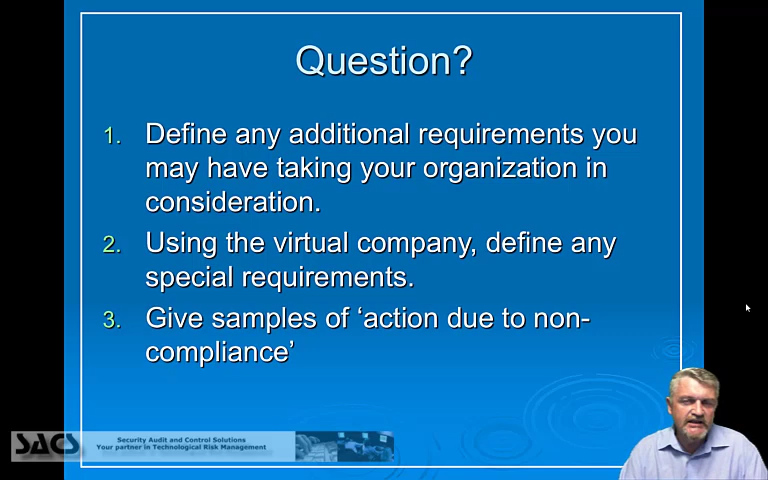 Question?
1. Define any additional requirements you
may have taking your organization in
consideration.
2. Using the virtual company, define any
special requirements.
3. Give samples of ‘action due to non-
compliance’
SACS
Security Audit and Control Solutions
Your partner in Technological Risk Management